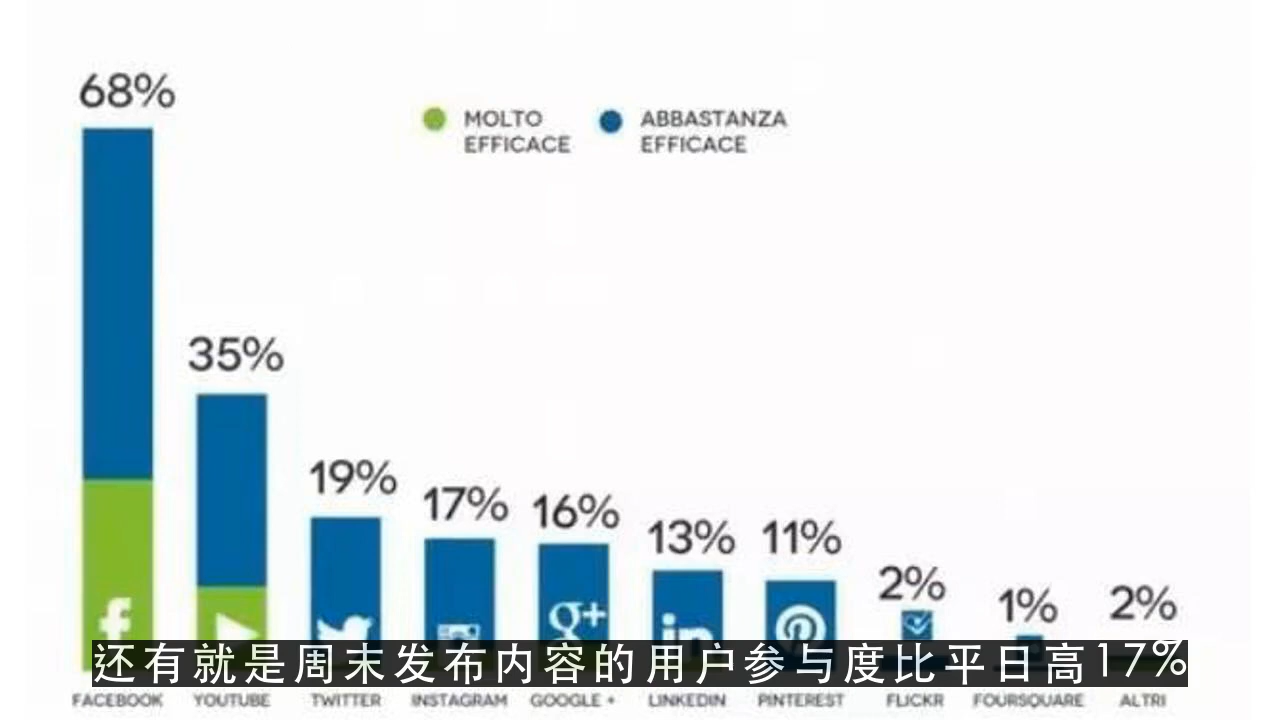 68%
MOLTO EFFICACE
ABBASTANZA EFFICACE
35%
19%
17%
16%
13%
11%
2%
1%
2%
还有就是周末发布内容的用户参与度比平日高17%
FACEBOOK
YOUTUBE
TWITTER
INSTAGRAM
GOOGLE +
LINKEDIN
PINTEREST
FLICKR
FOURSQUARE
ALTRI